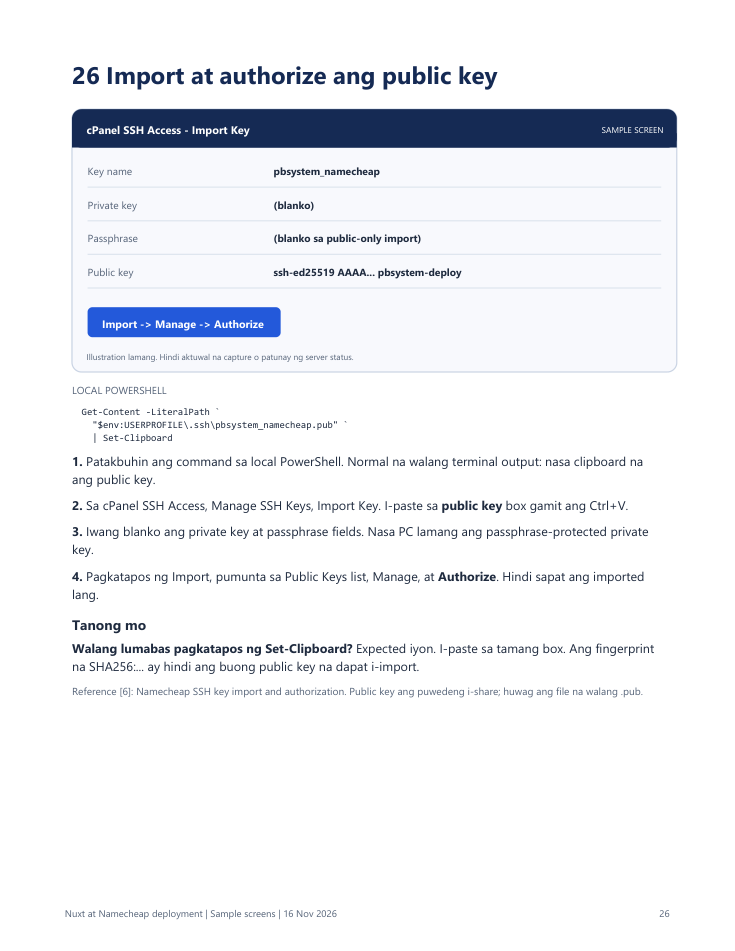 26 Import at authorize ang public key
cPanel SSH Access - Import Key
SAMPLE SCREEN
Key name
pbsystem_namecheap
Private key
(blanko)
Passphrase
(blanko sa public-only import)
Public key
ssh-ed25519 AAAA... pbsystem-deploy
Import -> Manage -> Authorize
Illustration lamang. Hindi aktuwal na capture o patunay ng server status.
LOCAL POWERSHELL
Get-Content -LiteralPath `
"$env:USERPROFILE\.ssh\pbsystem_namecheap.pub" `
| Set-Clipboard
1. Patakbuhin ang command sa local PowerShell. Normal na walang terminal output: nasa clipboard na
ang public key.
2. Sa cPanel SSH Access, Manage SSH Keys, Import Key. I-paste sa public key box gamit ang Ctrl+V.
3. Iwang blanko ang private key at passphrase fields. Nasa PC lamang ang passphrase-protected private
key.
4. Pagkatapos ng Import, pumunta sa Public Keys list, Manage, at Authorize. Hindi sapat ang imported
lang.
Tanong mo
Walang lumabas pagkatapos ng Set-Clipboard? Expected iyon. I-paste sa tamang box. Ang fingerprint
na SHA256:... ay hindi ang buong public key na dapat i-import.
Reference [6]: Namecheap SSH key import and authorization. Public key ang puwedeng i-share; huwag ang file na walang .pub.
Nuxt at Namecheap deployment | Sample screens | 16 Nov 2026
26